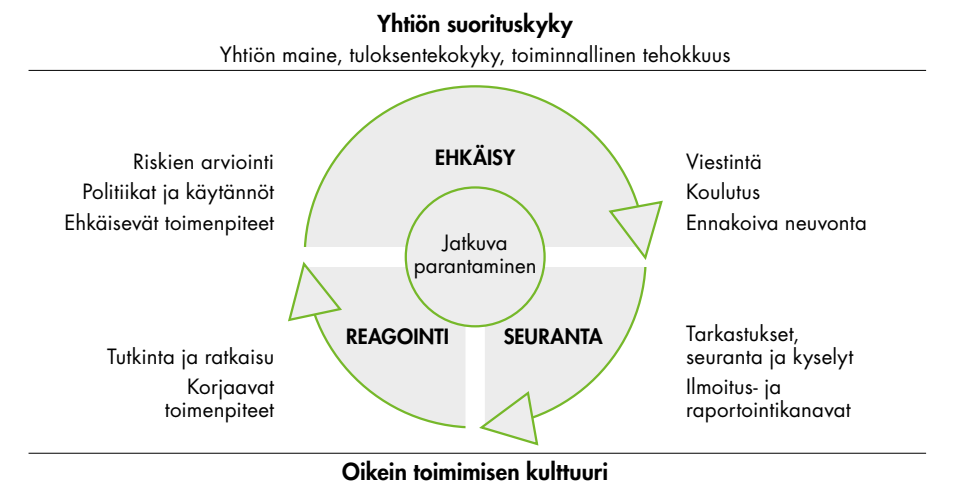 Yhtiön suorituskyky
Yhtiön maine, tuloksentekokyky, toiminnallinen tehokkuus
EHKÄISY
Riskien arviointi
Politiikat ja käytännöt
Ehkäisevät toimenpiteet
Viestintä
Koulutus
Ennakoiva neuvonta
Jatkuva
parantaminen
REAGOINTI
SEURANTA
Tutkinta ja ratkaisu
Korjaavat
toimenpiteet
Tarkastukset,
seuranta ja kyselyt
Ilmoitus- ja
raportointikanavat
Oikein toimimisen kulttuuri